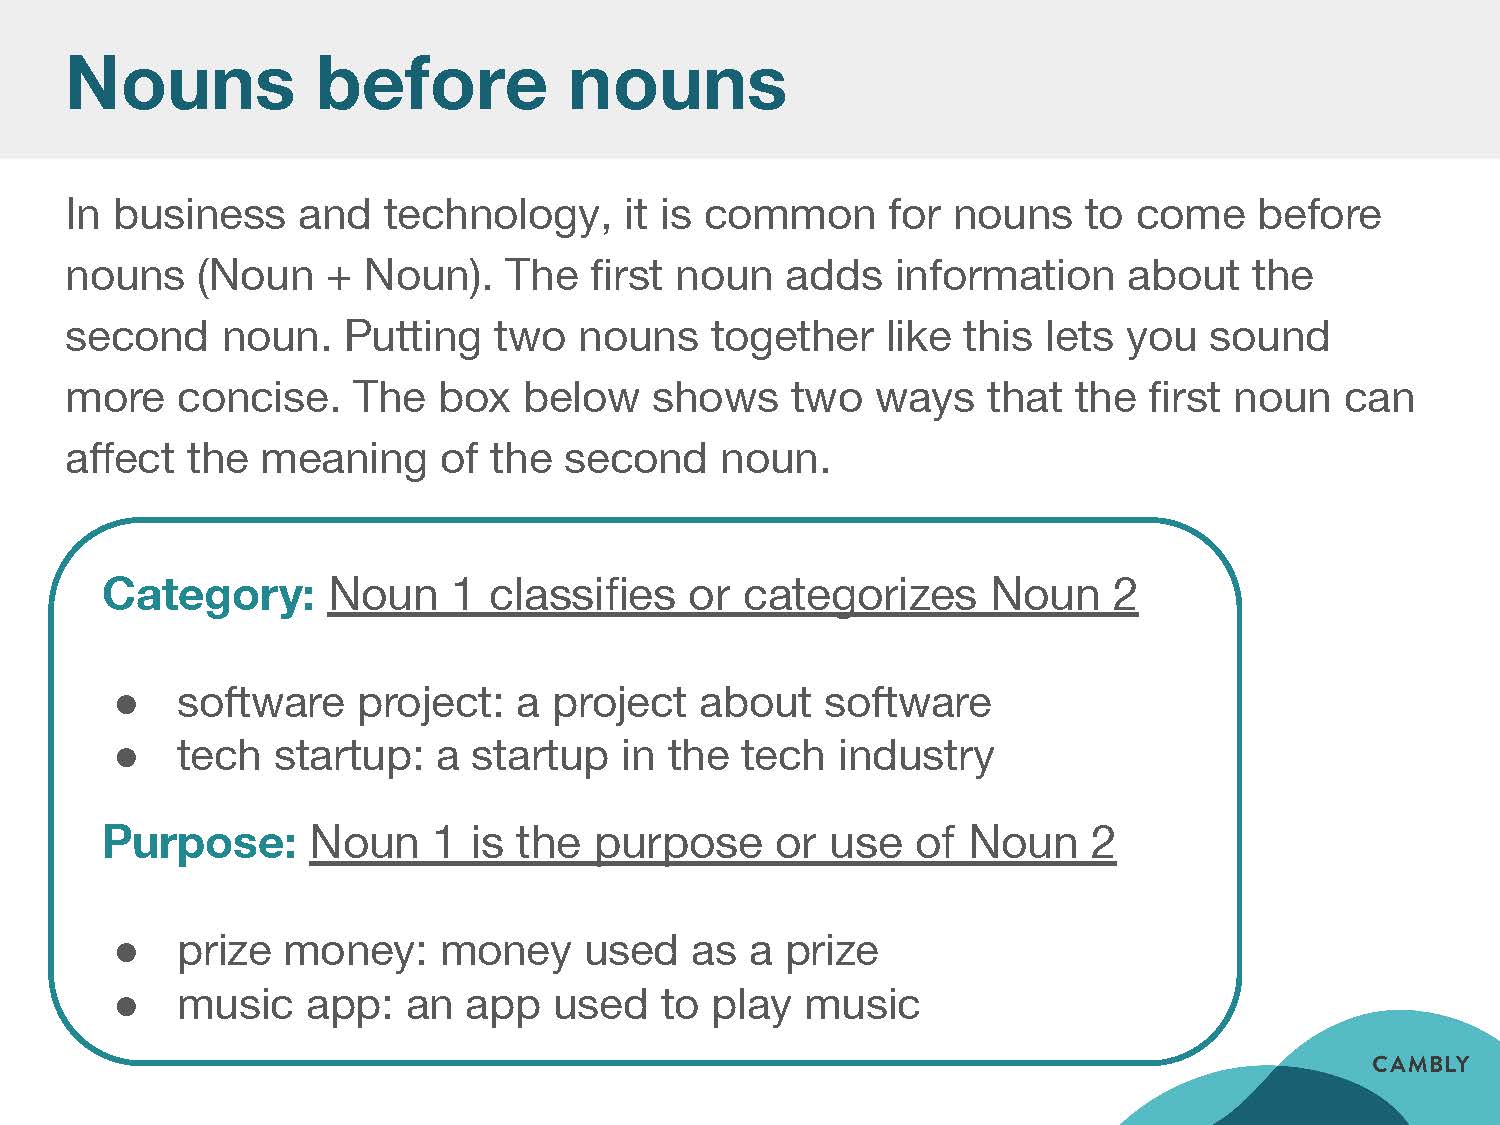 Nouns before nouns
In business and technology, it is common for nouns to come before
nouns (Noun + Noun). The first noun adds information about the
second noun. Putting two nouns together like this lets you sound
more concise. The box below shows two ways that the first noun can
affect the meaning of the second noun.
Category: Noun 1 classifies or categorizes Noun 2
● software project: a project about software
● tech startup: a startup in the tech industry
Purpose: Noun 1 is the purpose or use of Noun 2
● prize money: money used as a prize
● music app: an app used to play music
CAMBLY